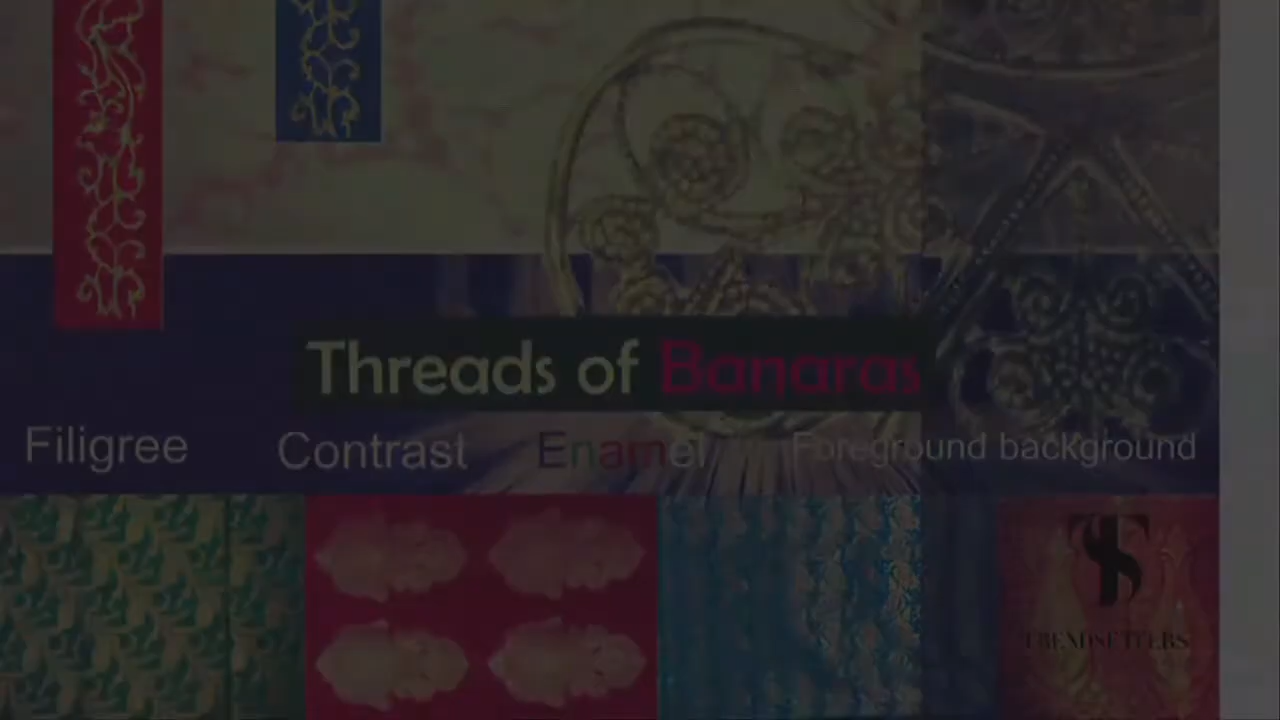 Threads of Banaras
Filigree Contrast Enamel Foreground background
TRENDSETTERS